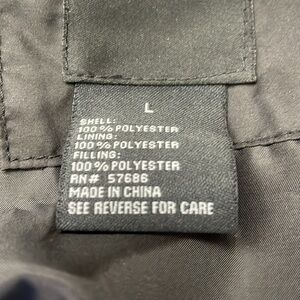 L
SHELL:
100% POLYESTER
LINING:
100% POLYESTER
FILLING:
100% POLYESTER
RN# 57686
MADE IN CHINA
SEE REVERSE FOR CARE